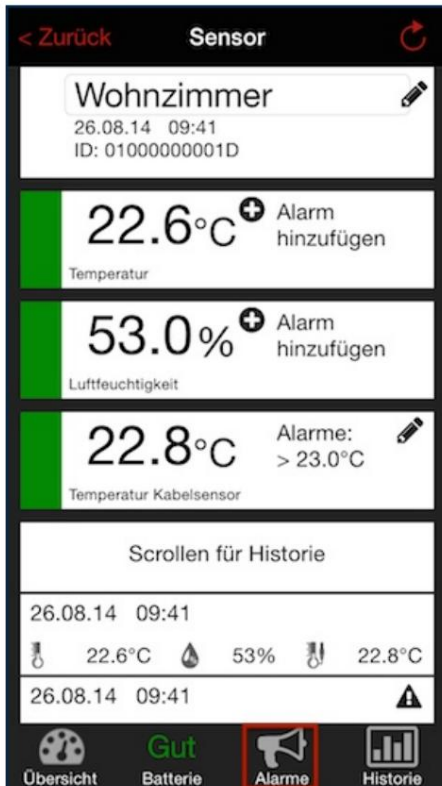 < Zurück Sensor
Wohnzimmer
26.08.14 09:41
ID: 01000000001D
22.6°C Alarm
hinzufügen
Temperatur
53.0% Alarm
hinzufügen
Luftfeuchtigkeit
22.8°C Alarme:
> 23.0°C
Temperatur Kabelsensor
Scrollen für Historie
26.08.14 09:41
22.6°C 53% 22.8°C
26.08.14 09:41
Gut
Übersicht Batterie Alarme Historie